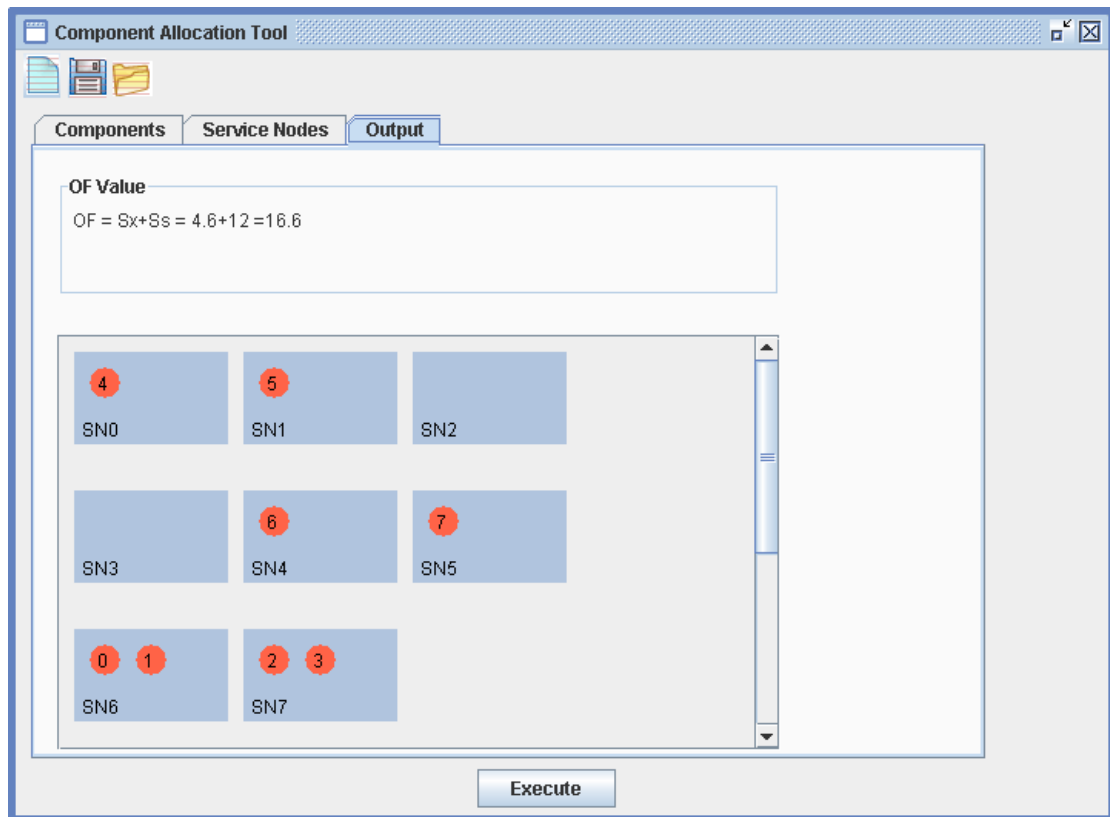 Component Allocation Tool
Components Service Nodes Output
OF Value
OF = Sx+Ss = 4.6+12 =16.6
4 5
SN0 SN1 SN2
6 7
SN3 SN4 SN5
0 1 2 3
SN6 SN7
Execute